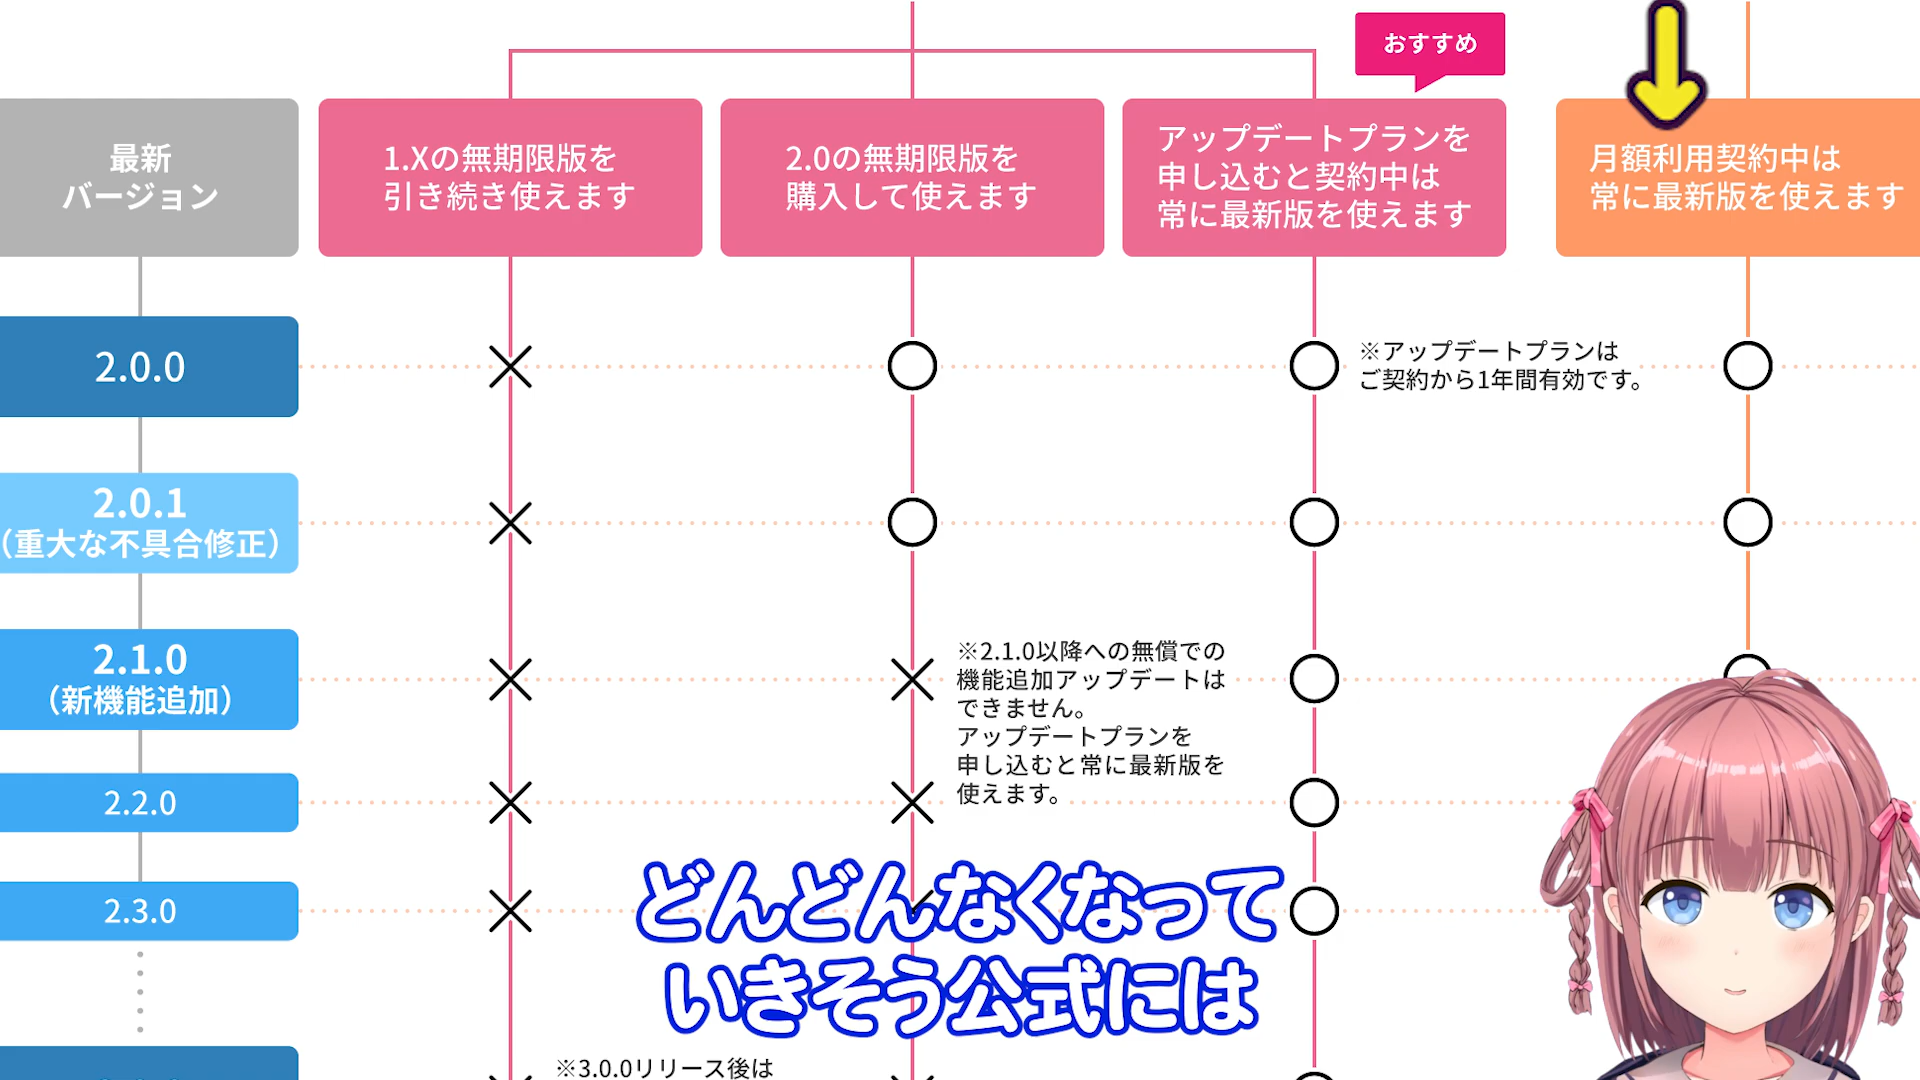 おすすめ
最新
バージョン
1.Xの無期限版を
引き続き使えます
2.0の無期限版を
購入して使えます
アップデートプランを
申し込むと契約中は
常に最新版を使えます
月額利用契約中は
常に最新版を使えます
2.0.0
※アップデートプランは
ご契約から1年間有効です。
2.0.1
(重大な不具合修正)
2.1.0
(新機能追加)
※2.1.0以降への無償での
機能追加アップデートは
できません。
アップデートプランを
申し込むと常に最新版を
使えます。
2.2.0
2.3.0
どんどんなくなって
いきそう公式には
※3.0.0リリース後は